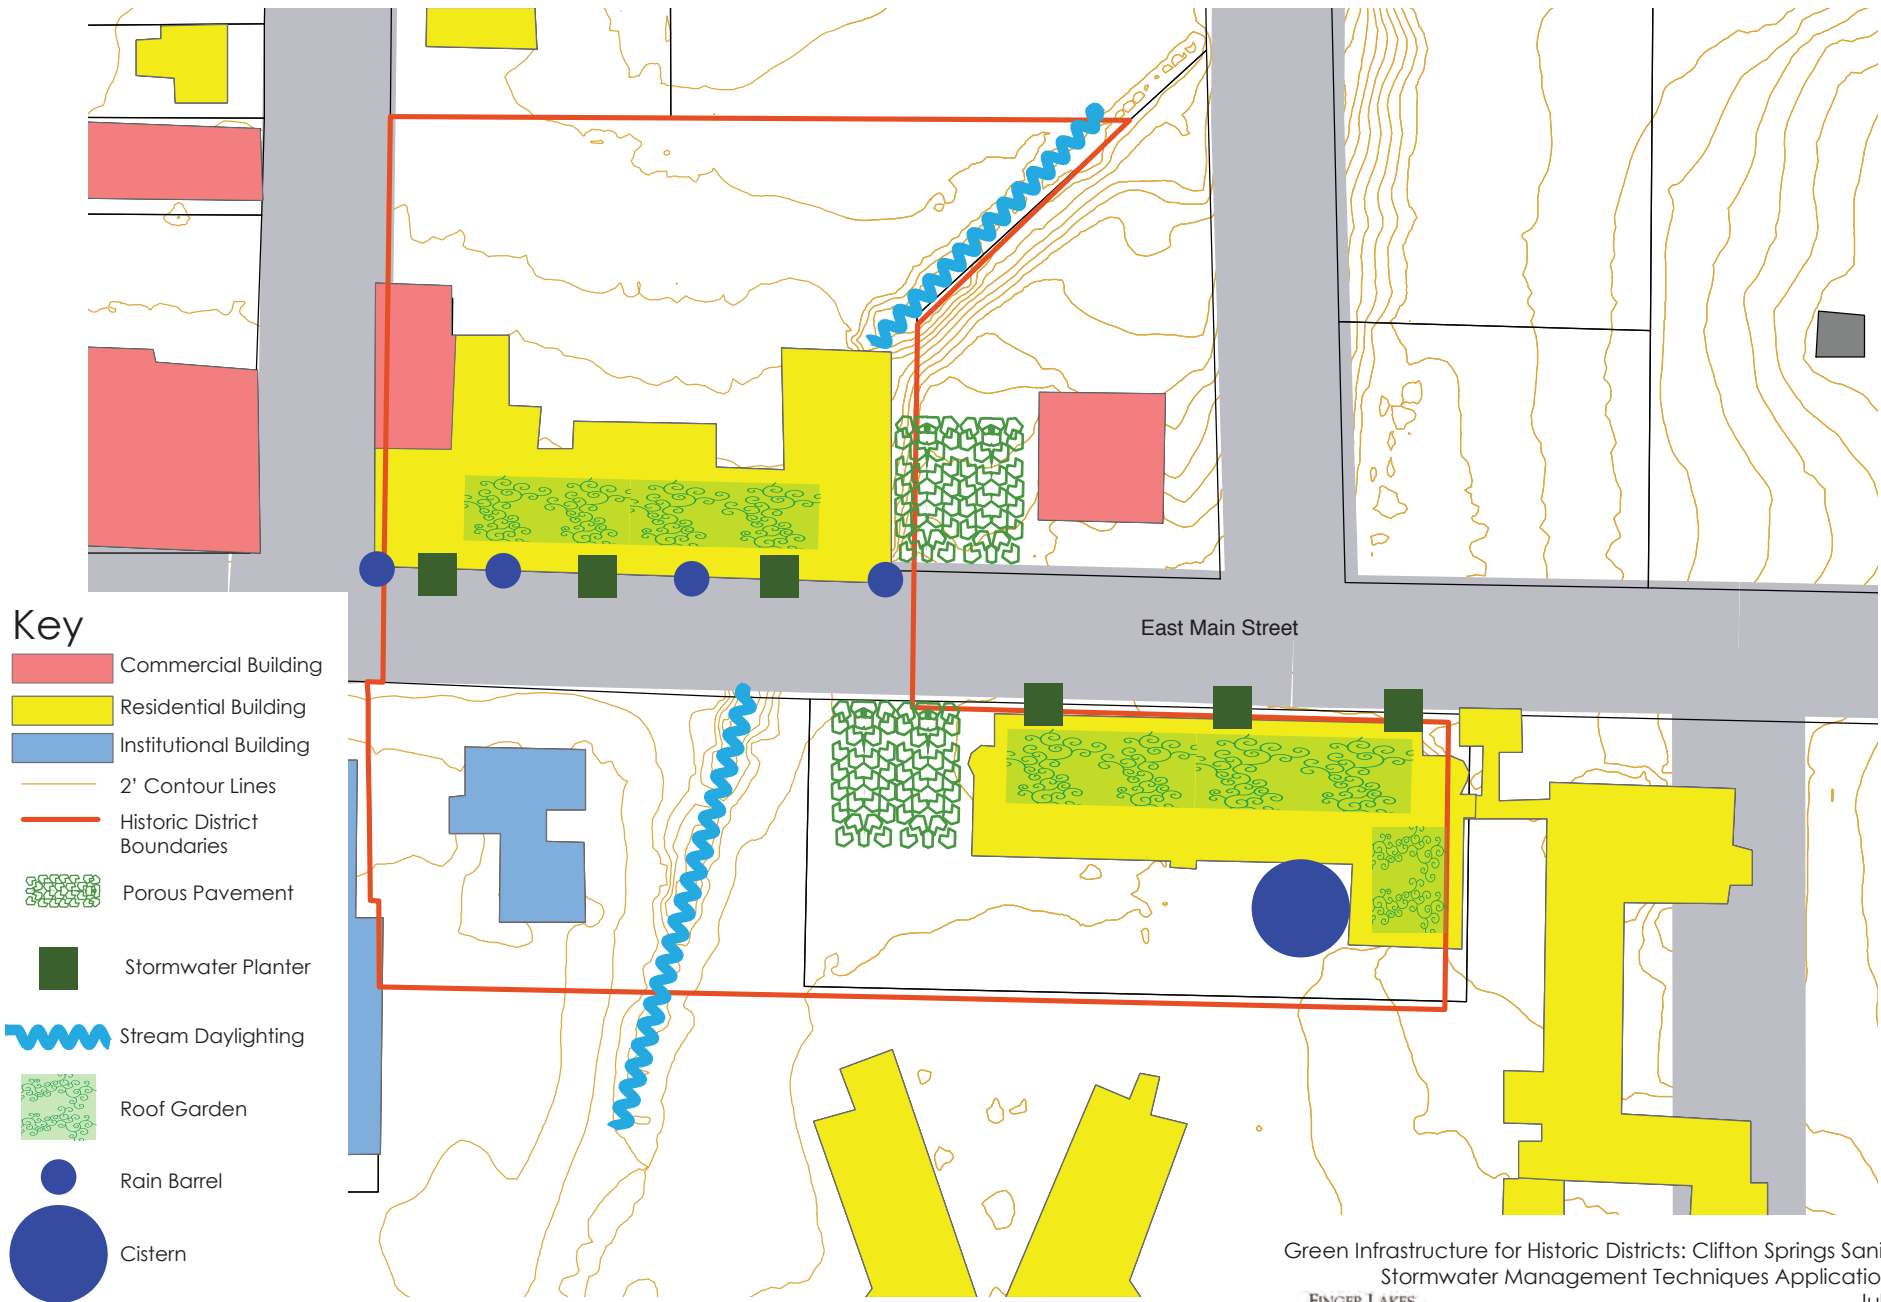 East Main Street
Key
Commercial Building
Residential Building
Institutional Building
2' Contour Lines
Historic District
Boundaries
Porous Pavement
Stormwater Planter
Stream Daylighting
Roof Garden
Rain Barrel
Cistern
Green Infrastructure for Historic Districts: Clifton Springs Sani
Stormwater Management Techniques Applicatio
FINGER LAKES